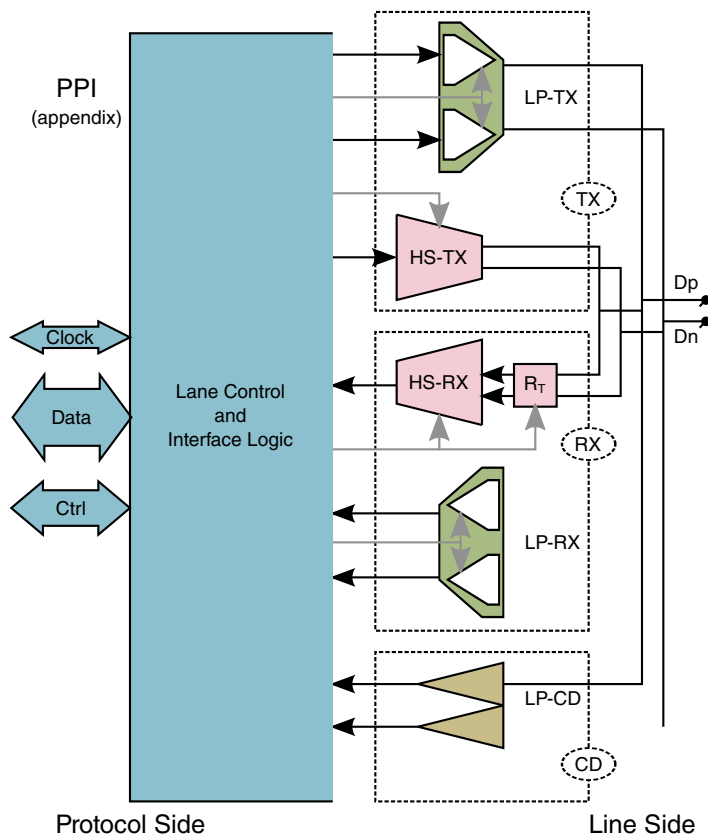 PPI
(appendix)
LP-TX
TX
HS-TX
Dp
Dn
Clock
HS-RX
RT
Lane Control
and
Interface Logic
Data
RX
Ctrl
LP-RX
LP-CD
CD
Protocol Side
Line Side